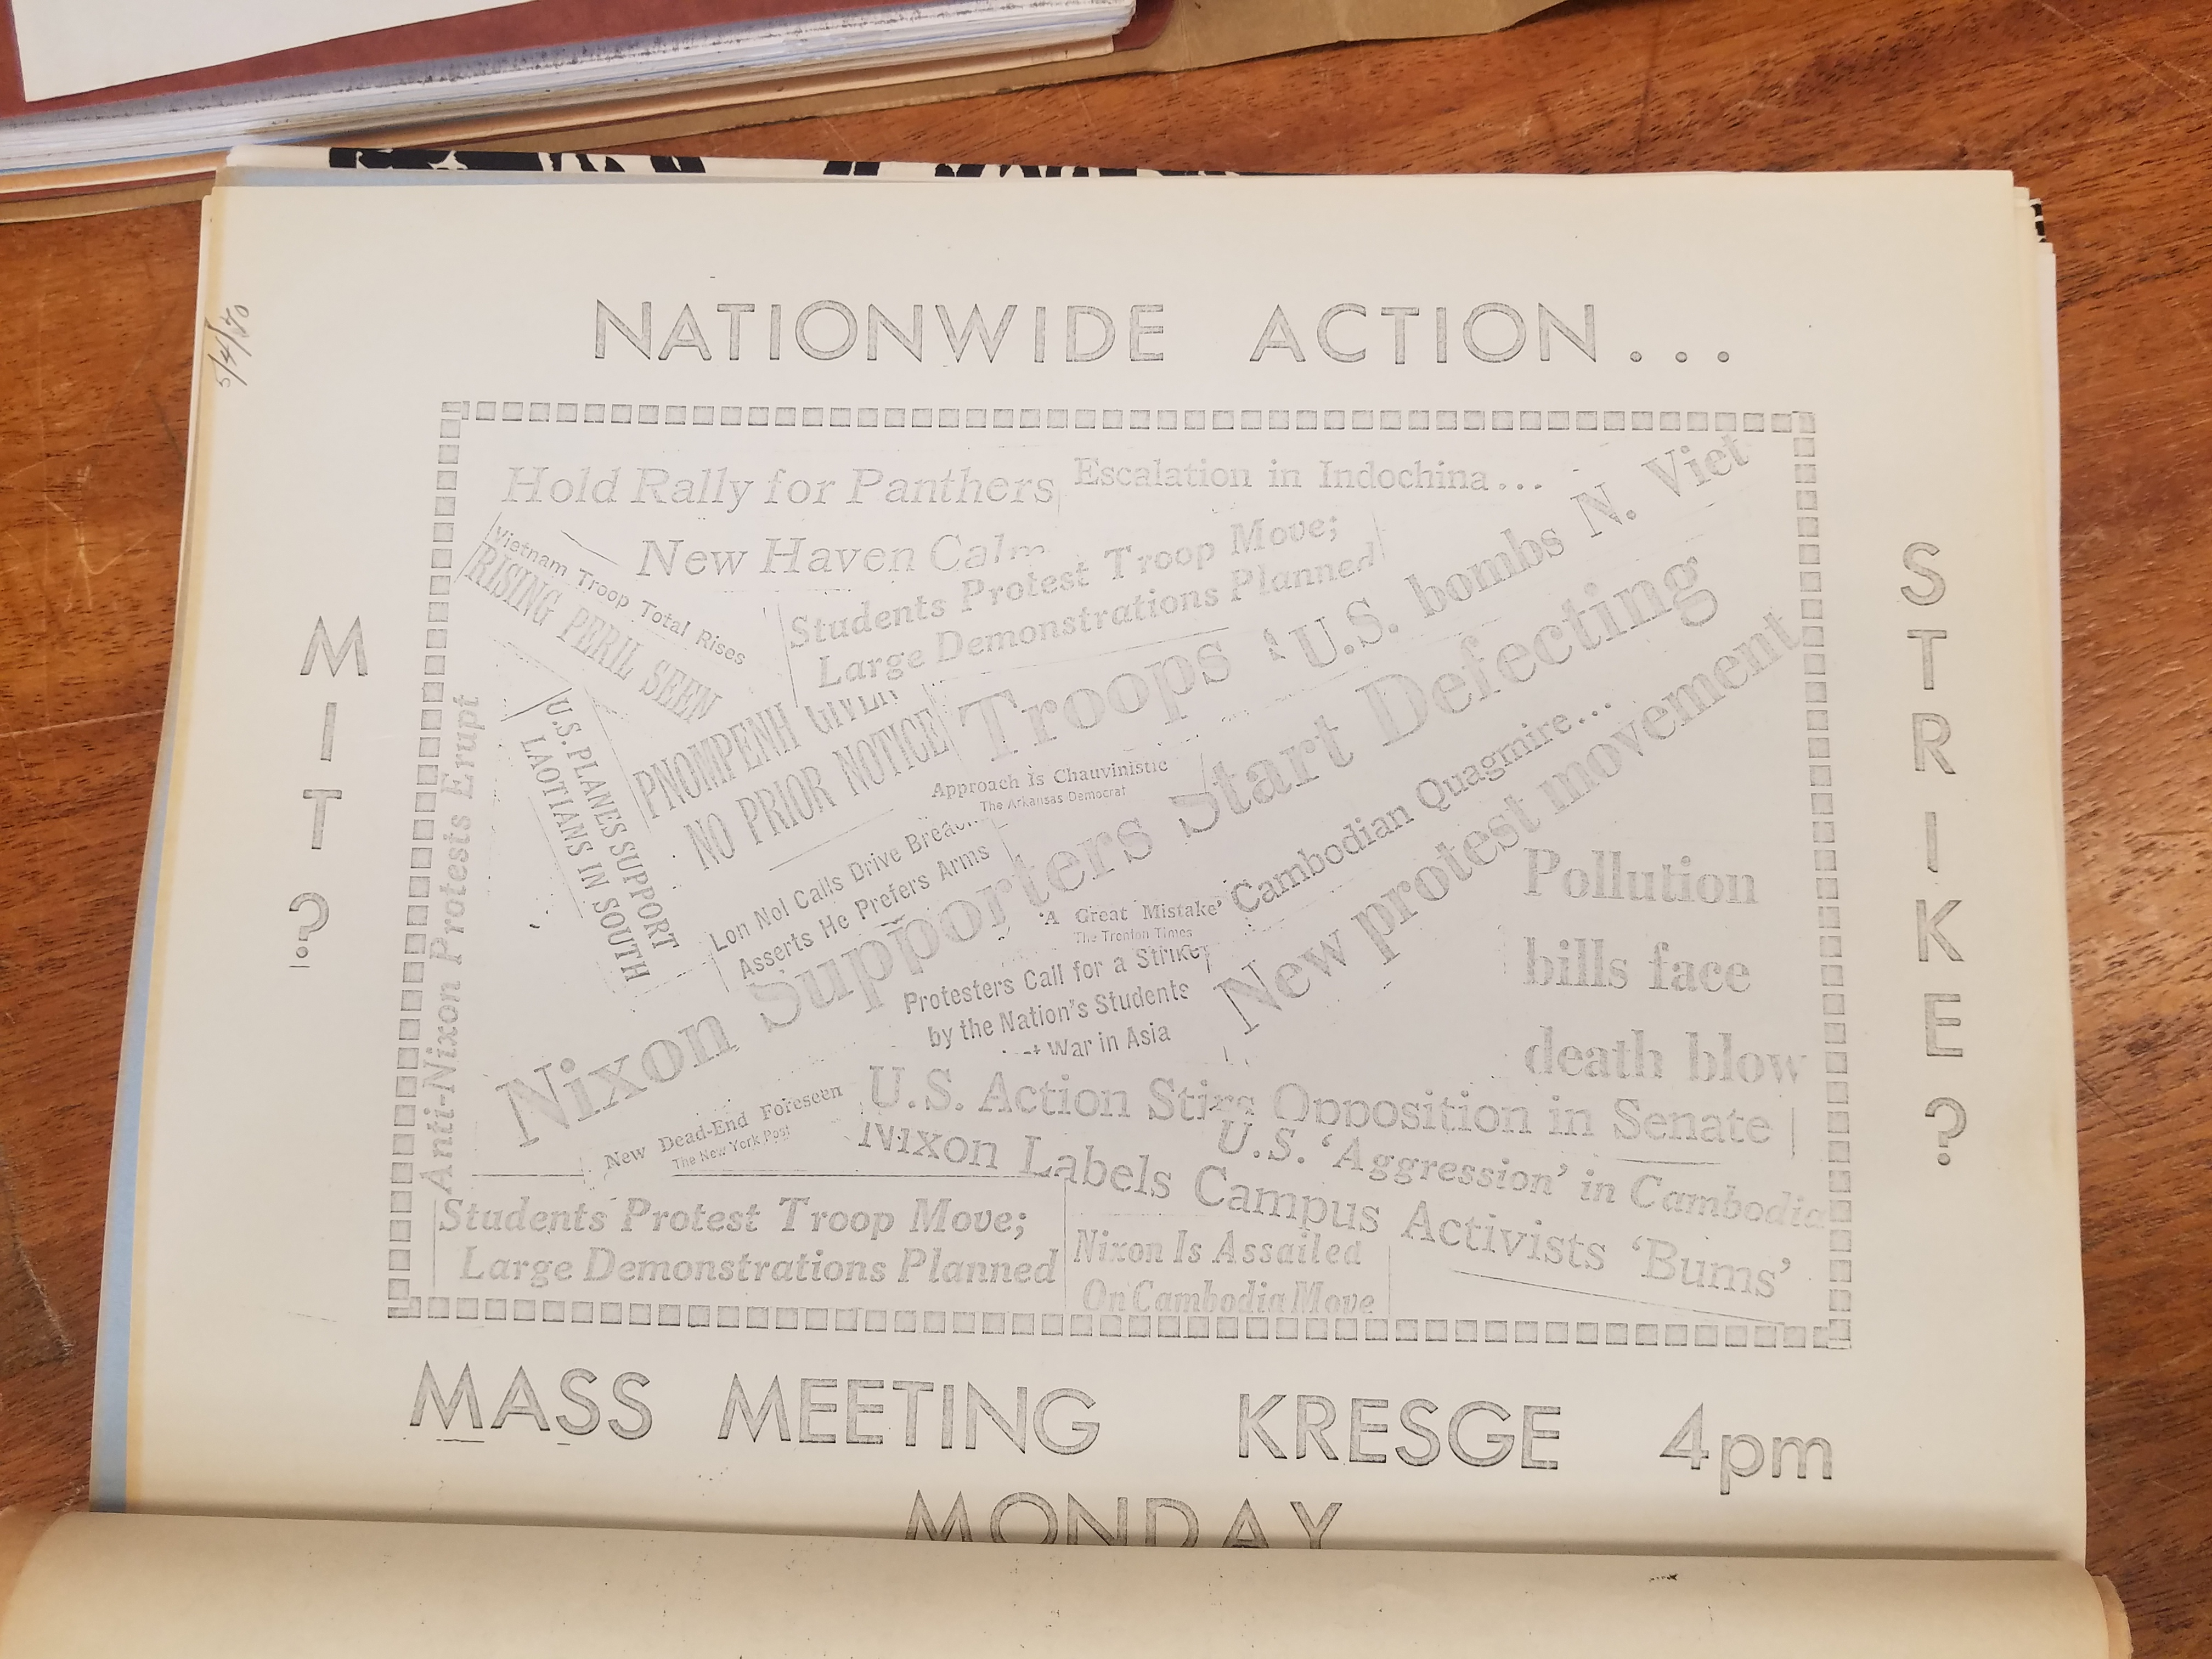 5/4/70
NATIONWIDE ACTION...
M
I
T
?
S
T
R
I
K
E
?
Hold Rally for Panthers
Escalation in Indochina...
New Haven Calm
Vietnam Troop Total Rises
RISING PERIL SEEN
Students Protest Troop Move;
Large Demonstrations Planned
U.S. bombs N. Viet
Troops
PNOMPENH GIVEN
NO PRIOR NOTICE
U.S. PLANES SUPPORT
LAOTIANS IN SOUTH
Anti-Nixon Protests Erupt
Approach is Chauvinistic
The Arkansas Democrat
Lon Nol Calls Drive Breach
Asserts He Prefers Arms
Nixon Supporters Start Defecting
'A Great Mistake'
The Trenton Times
Cambodian Quagmire...
New protest movement
Protesters Call for a Strike
by the Nation's Students
War in Asia
Pollution
bills face
death blow
New Dead-End Foreseen
The New York Post
U.S. Action Stirs Opposition in Senate
U.S. 'Aggression' in Cambodia
Nixon Labels Campus Activists 'Bums'
Students Protest Troop Move;
Large Demonstrations Planned
Nixon Is Assailed
On Cambodia Move
MASS MEETING KRESGE 4pm
MONDAY